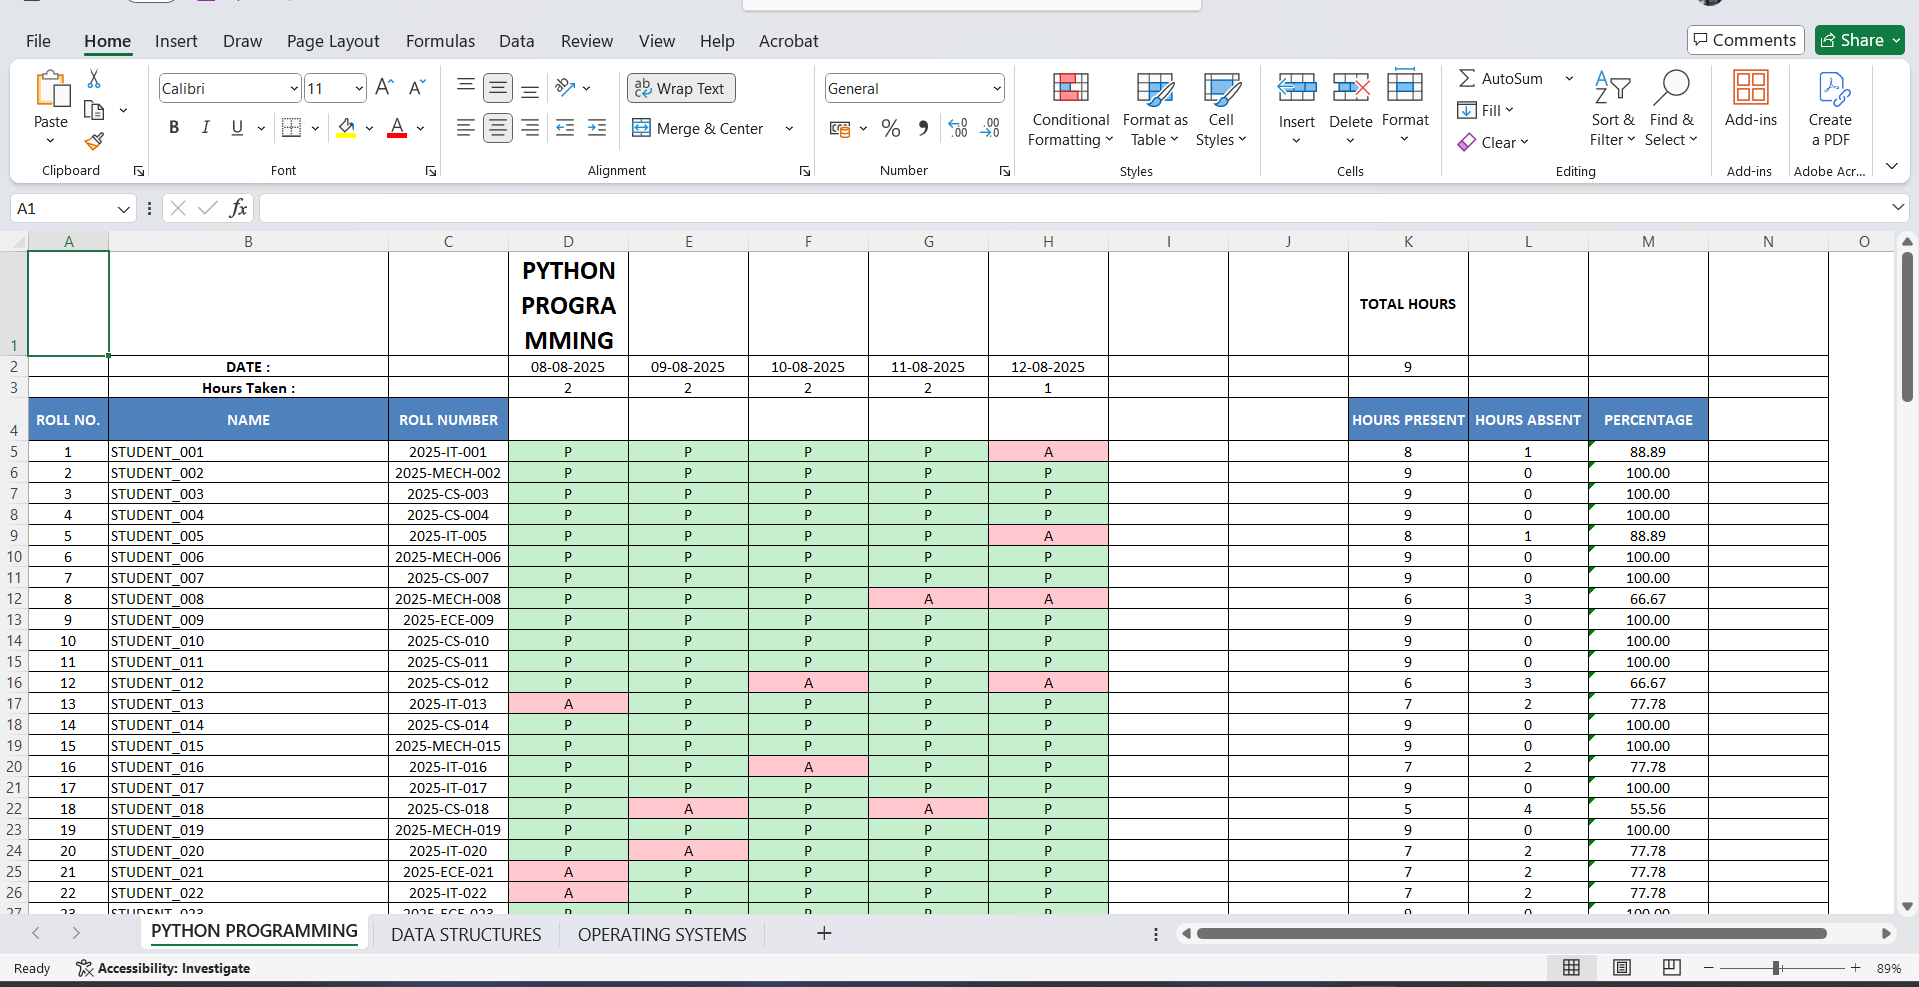 File Home Insert Draw Page Layout Formulas Data Review View Help Acrobat Comments Share
Paste Calibri 11 A^ A˅ Wrap Text General Conditional Formatting Format as Table Cell Styles Insert Delete Format AutoSum Fill Clear Sort & Filter Find & Select Add-ins Create a PDF
B I U A Merge & Center % 9
Clipboard Font Alignment Number Styles Cells Editing Add-ins Adobe Acr...
A1 fx
A B C D E F G H I J K L M N O
1 PYTHON PROGRAMMING TOTAL HOURS
2 DATE : 08-08-2025 09-08-2025 10-08-2025 11-08-2025 12-08-2025 9
3 Hours Taken : 2 2 2 2 1
4 ROLL NO. NAME ROLL NUMBER HOURS PRESENT HOURS ABSENT PERCENTAGE
5 1 STUDENT_001 2025-IT-001 P P P P A 8 1 88.89
6 2 STUDENT_002 2025-MECH-002 P P P P P 9 0 100.00
7 3 STUDENT_003 2025-CS-003 P P P P P 9 0 100.00
8 4 STUDENT_004 2025-CS-004 P P P P P 9 0 100.00
9 5 STUDENT_005 2025-IT-005 P P P P A 8 1 88.89
10 6 STUDENT_006 2025-MECH-006 P P P P P 9 0 100.00
11 7 STUDENT_007 2025-CS-007 P P P P P 9 0 100.00
12 8 STUDENT_008 2025-MECH-008 P P P A A 6 3 66.67
13 9 STUDENT_009 2025-ECE-009 P P P P P 9 0 100.00
14 10 STUDENT_010 2025-CS-010 P P P P P 9 0 100.00
15 11 STUDENT_011 2025-CS-011 P P P P P 9 0 100.00
16 12 STUDENT_012 2025-CS-012 P P A P A 6 3 66.67
17 13 STUDENT_013 2025-IT-013 A P P P P 7 2 77.78
18 14 STUDENT_014 2025-CS-014 P P P P P 9 0 100.00
19 15 STUDENT_015 2025-MECH-015 P P P P P 9 0 100.00
20 16 STUDENT_016 2025-IT-016 P P A P P 7 2 77.78
21 17 STUDENT_017 2025-IT-017 P P P P P 9 0 100.00
22 18 STUDENT_018 2025-CS-018 P A P A P 5 4 55.56
23 19 STUDENT_019 2025-MECH-019 P P P P P 9 0 100.00
24 20 STUDENT_020 2025-IT-020 P A P P P 7 2 77.78
25 21 STUDENT_021 2025-ECE-021 A P P P P 7 2 77.78
26 22 STUDENT_022 2025-IT-022 A P P P P 7 2 77.78
27 23 STUDENT_023 2025-ECE-023 P P P P P 9 0 100.00
PYTHON PROGRAMMING DATA STRUCTURES OPERATING SYSTEMS
Ready Accessibility: Investigate 89%